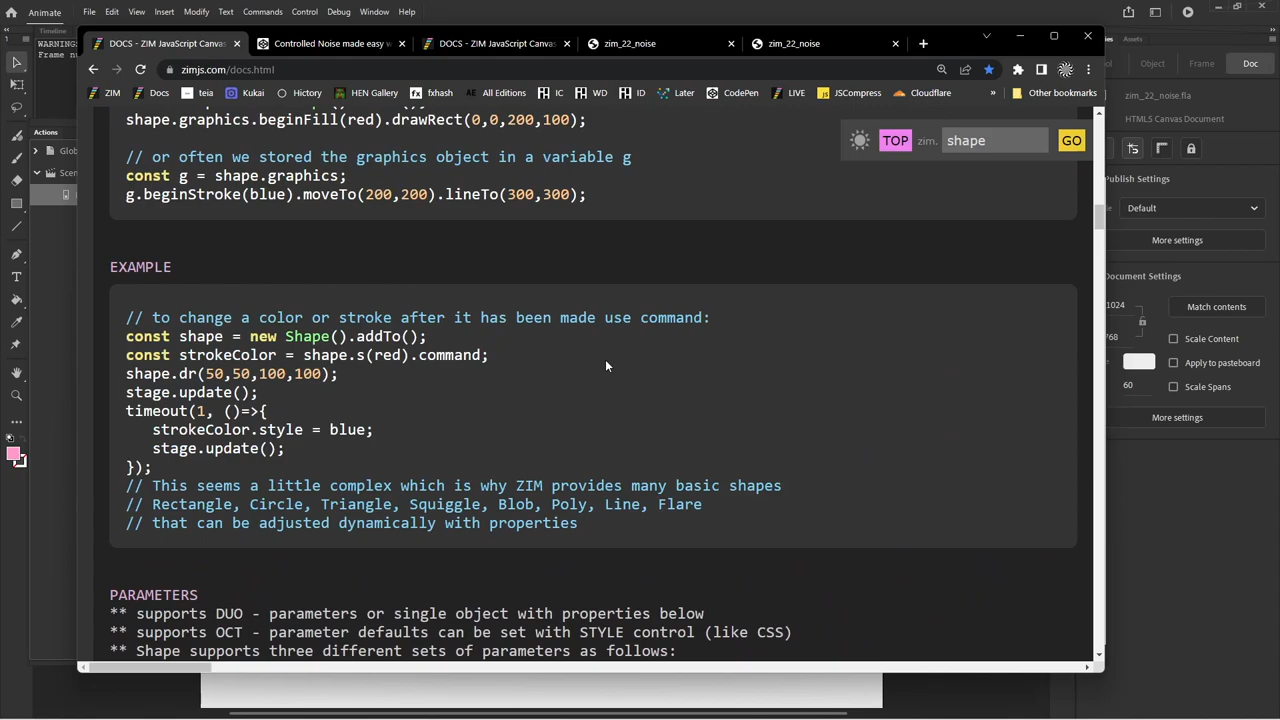 Animate
File
Edit
View
Insert
Modify
Text
Commands
Control
Debug
Window
Help
Timeline
WARNING
Frame nu
Actions
Glob
Scen
DOCS - ZIM JavaScript Canvas
Controlled Noise made easy w
DOCS - ZIM JavaScript Canvas
zim_22_noise
zim_22_noise
zimjs.com/docs.html
ZIM
Docs
teia
Kukai
Hictory
HEN Gallery
fxhash
All Editions
IC
WD
ID
Later
CodePen
LIVE
JSCompress
Cloudflare
»
Other bookmarks
shape.graphics.beginFill(red).drawRect(0,0,200,100);
TOP
zim.
shape
GO
// or often we stored the graphics object in a variable g
const g = shape.graphics;
g.beginStroke(blue).moveTo(200,200).lineTo(300,300);
EXAMPLE
// to change a color or stroke after it has been made use command:
const shape = new Shape().addTo();
const strokeColor = shape.s(red).command;
shape.dr(50,50,100,100);
stage.update();
timeout(1, ()=>{
strokeColor.style = blue;
stage.update();
});
// This seems a little complex which is why ZIM provides many basic shapes
// Rectangle, Circle, Triangle, Squiggle, Blob, Poly, Line, Flare
// that can be adjusted dynamically with properties
PARAMETERS
** supports DUO - parameters or single object with properties below
** supports OCT - parameter defaults can be set with STYLE control (like CSS)
** Shape supports three different sets of parameters as follows:
Assets
Object
Frame
Doc
zim_22_noise.fla
HTML5 Canvas Document
Publish Settings
Default
More settings
Document Settings
1024
Match contents
768
Scale Content
Apply to pasteboard
60
Scale Spans
More settings